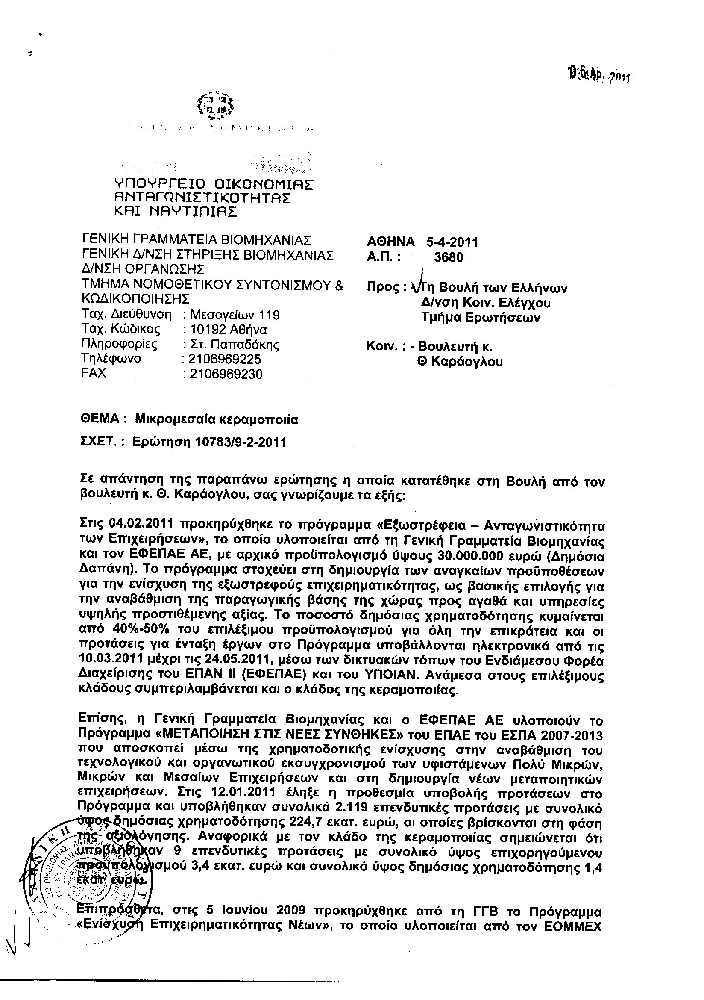 06 Απ. 2011
ΥΠΟΥΡΓΕΙΟ ΟΙΚΟΝΟΜΙΑΣ
ΑΝΤΑΓΩΝΙΣΤΙΚΟΤΗΤΑΣ
ΚΑΙ ΝΑΥΤΙΛΙΑΣ
ΓΕΝΙΚΗ ΓΡΑΜΜΑΤΕΙΑ ΒΙΟΜΗΧΑΝΙΑΣ
ΓΕΝΙΚΗ Δ/ΝΣΗ ΣΤΗΡΙΞΗΣ ΒΙΟΜΗΧΑΝΙΑΣ
Δ/ΝΣΗ ΟΡΓΑΝΩΣΗΣ
ΤΜΗΜΑ ΝΟΜΟΘΕΤΙΚΟΥ ΣΥΝΤΟΝΙΣΜΟΥ &
ΚΩΔΙΚΟΠΟΙΗΣΗΣ
Ταχ. Διεύθυνση : Μεσογείων 119
Ταχ. Κώδικας : 10192 Αθήνα
Πληροφορίες : Στ. Παπαδάκης
Τηλέφωνο : 2106969225
FAX : 2106969230
ΑΘΗΝΑ 5-4-2011
Α.Π. : 3680
Προς : Τη Βουλή των Ελλήνων
Δ/νση Κοιν. Ελέγχου
Τμήμα Ερωτήσεων
Κοιν. : - Βουλευτή κ.
Θ Καράογλου
ΘΕΜΑ : Μικρομεσαία κεραμοποιία
ΣΧΕΤ. : Ερώτηση 10783/9-2-2011
Σε απάντηση της παραπάνω ερώτησης η οποία κατατέθηκε στη Βουλή από τον
βουλευτή κ. Θ. Καράογλου, σας γνωρίζουμε τα εξής:
Στις 04.02.2011 προκηρύχθηκε το πρόγραμμα «Εξωστρέφεια – Ανταγωνιστικότητα
των Επιχειρήσεων», το οποίο υλοποιείται από τη Γενική Γραμματεία Βιομηχανίας
και τον ΕΦΕΠΑΕ ΑΕ, με αρχικό προϋπολογισμό ύψους 30.000.000 ευρώ (Δημόσια
Δαπάνη). Το πρόγραμμα στοχεύει στη δημιουργία των αναγκαίων προϋποθέσεων
για την ενίσχυση της εξωστρεφούς επιχειρηματικότητας, ως βασικής επιλογής για
την αναβάθμιση της παραγωγικής βάσης της χώρας προς αγαθά και υπηρεσίες
υψηλής προστιθέμενης αξίας. Το ποσοστό δημόσιας χρηματοδότησης κυμαίνεται
από 40%-50% του επιλέξιμου προϋπολογισμού για όλη την επικράτεια και οι
προτάσεις για ένταξη έργων στο Πρόγραμμα υποβάλλονται ηλεκτρονικά από τις
10.03.2011 μέχρι τις 24.05.2011, μέσω των δικτυακών τόπων του Ενδιάμεσου Φορέα
Διαχείρισης του ΕΠΑΝ ΙΙ (ΕΦΕΠΑΕ) και του ΥΠΟΙΑΝ. Ανάμεσα στους επιλέξιμους
κλάδους συμπεριλαμβάνεται και ο κλάδος της κεραμοποιίας.
Επίσης, η Γενική Γραμματεία Βιομηχανίας και ο ΕΦΕΠΑΕ ΑΕ υλοποιούν το
Πρόγραμμα «ΜΕΤΑΠΟΙΗΣΗ ΣΤΙΣ ΝΕΕΣ ΣΥΝΘΗΚΕΣ» του ΕΠΑΕ του ΕΣΠΑ 2007-2013
που αποσκοπεί μέσω της χρηματοδοτικής ενίσχυσης στην αναβάθμιση του
τεχνολογικού και οργανωτικού εκσυγχρονισμού των υφιστάμενων Πολύ Μικρών,
Μικρών και Μεσαίων Επιχειρήσεων και στη δημιουργία νέων μεταποιητικών
επιχειρήσεων. Στις 12.01.2011 έληξε η προθεσμία υποβολής προτάσεων στο
Πρόγραμμα και υποβλήθηκαν συνολικά 2.119 επενδυτικές προτάσεις με συνολικό
ύψος δημόσιας χρηματοδότησης 224,7 εκατ. ευρώ, οι οποίες βρίσκονται στη φάση
της αξιολόγησης. Αναφορικά με τον κλάδο της κεραμοποιίας σημειώνεται ότι
υποβλήθηκαν 9 επενδυτικές προτάσεις με συνολικό ύψος επιχορηγούμενου
προϋπολογισμού 3,4 εκατ. ευρώ και συνολικό ύψος δημόσιας χρηματοδότησης 1,4
εκατ. ευρώ.
Επιπρόσθετα, στις 5 Ιουνίου 2009 προκηρύχθηκε από τη ΓΓΒ το Πρόγραμμα
«Ενίσχυση Επιχειρηματικότητας Νέων», το οποίο υλοποιείται από τον ΕΟΜΜΕΧ